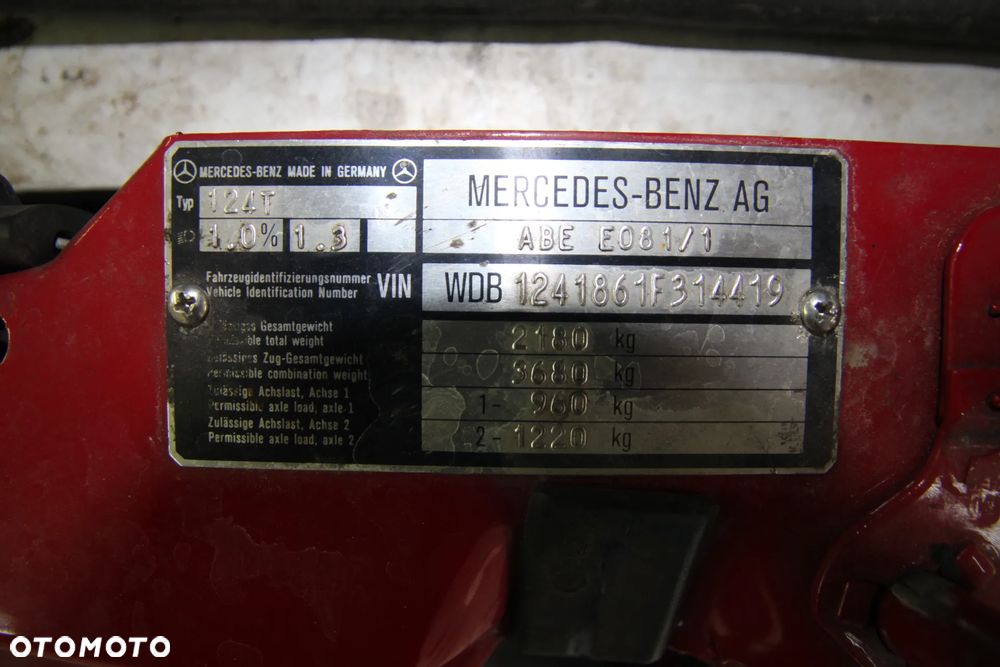 MERCEDES-BENZ MADE IN GERMANY
Typ 124T
1.0% 1.3
MERCEDES-BENZ AG
ABE E081/1
Fahrzeugidentifizierungsnummer
Vehicle Identification Number
VIN
WDB 1241861F314419
Gesamtgewicht
total weight
2180 kg
Zug-Gesamtgewicht
Permissible combination weight
3680 kg
Zulässige Achslast, Achse 1
Permissible axle load, axle 1
1- 960 kg
Zulässige Achslast, Achse 2
Permissible axle load, axle 2
2- 1220 kg
OTOMOTO